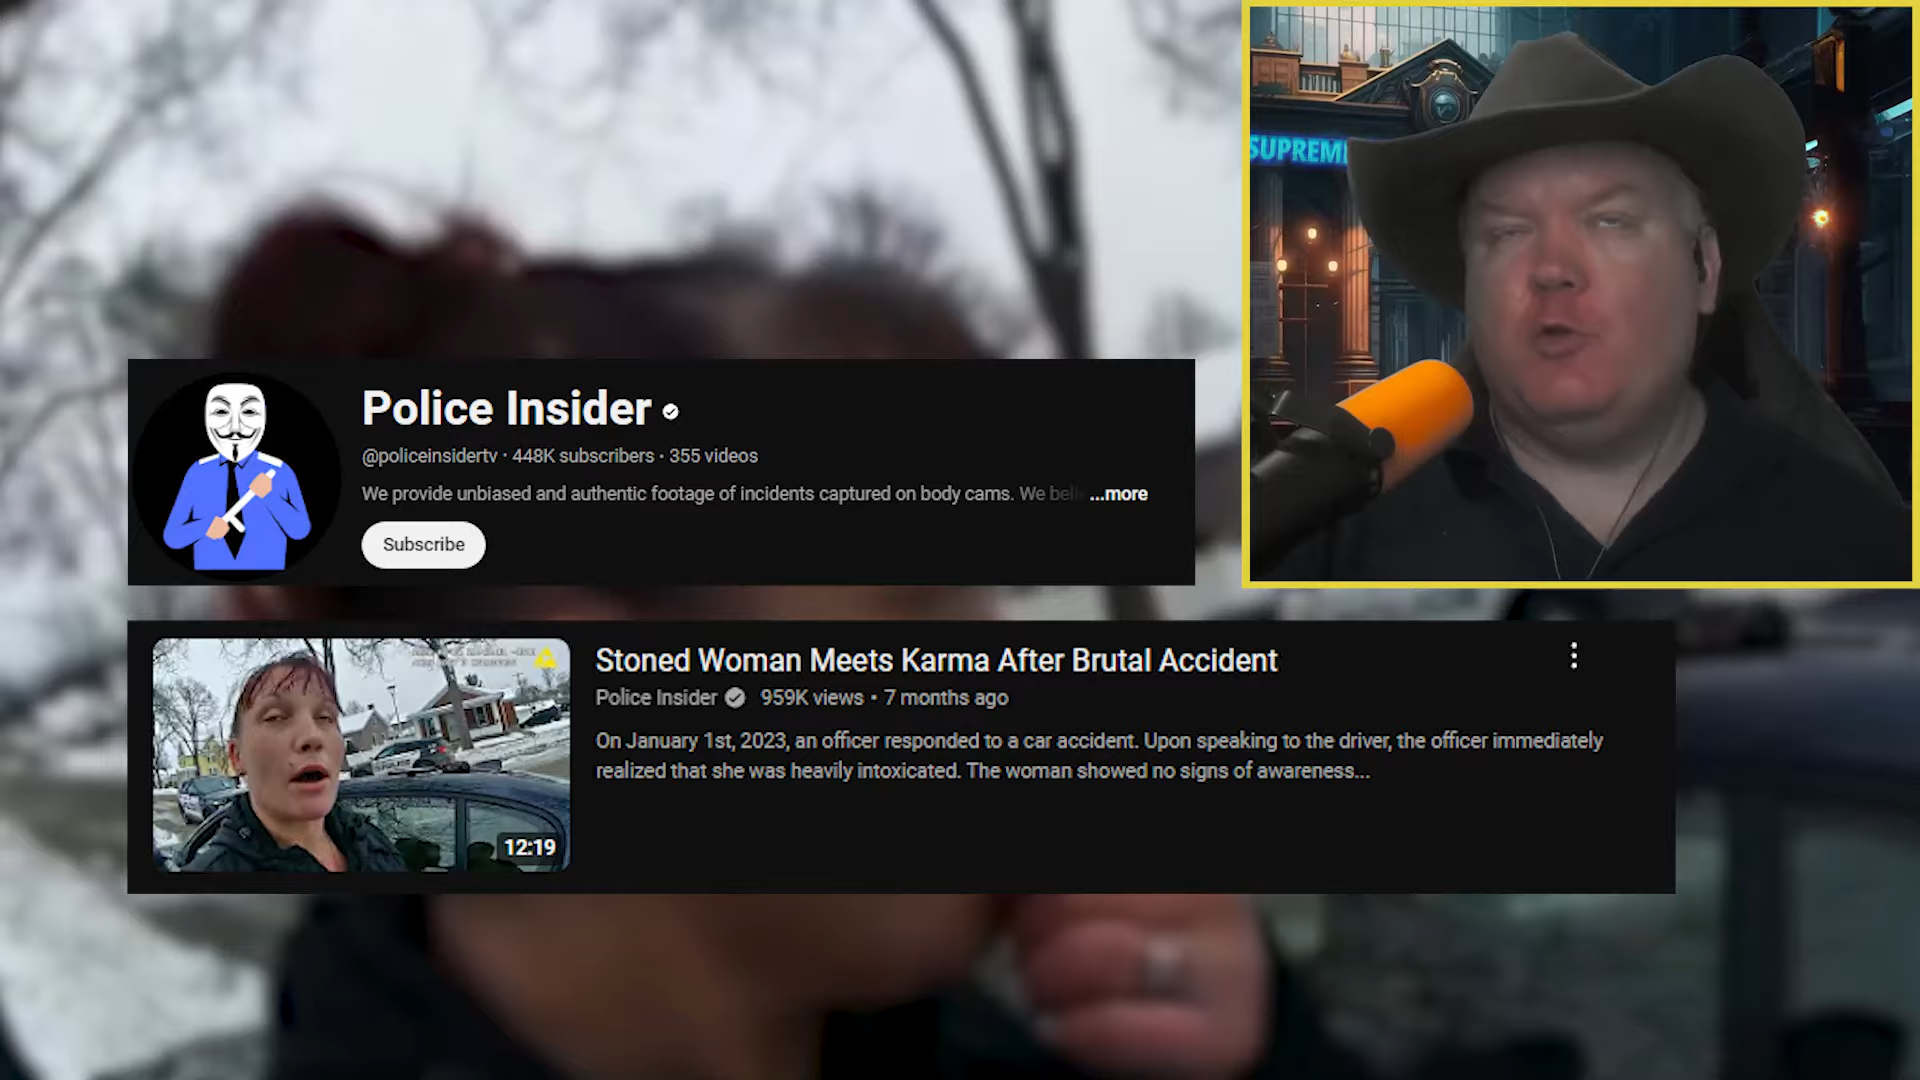 SUPREM
Police Insider
@policeinsidertv · 448K subscribers · 355 videos
We provide unbiased and authentic footage of incidents captured on body cams. We bel ...more
Subscribe
Stoned Woman Meets Karma After Brutal Accident
Police Insider 959K views • 7 months ago
On January 1st, 2023, an officer responded to a car accident. Upon speaking to the driver, the officer immediately
realized that she was heavily intoxicated. The woman showed no signs of awareness...
12:19